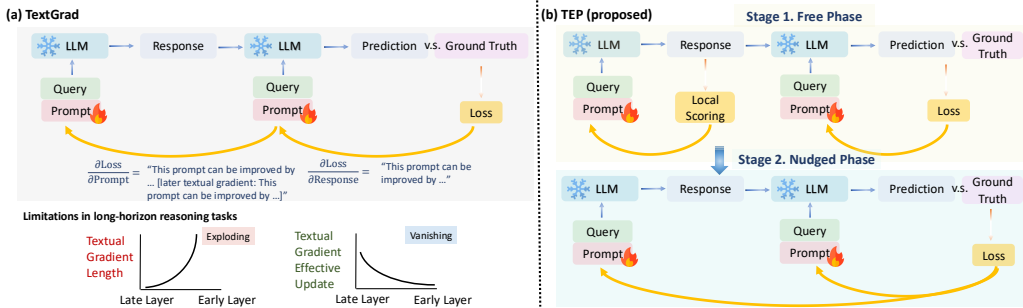 (a) TextGrad
LLM
Response
LLM
Prediction
v.s.
Ground Truth
Query
Prompt
Query
Prompt
Loss
∂Loss
∂Prompt
=
“This prompt can be improved by
... [later textual gradient: This
prompt can be improved by ...]”
∂Loss
∂Response
=
“This prompt can be
improved by ...”
Limitations in long-horizon reasoning tasks
Textual
Gradient
Length
Exploding
Late Layer
Early Layer
Textual
Gradient
Effective
Update
Vanishing
Late Layer
Early Layer
(b) TEP (proposed)
Stage 1. Free Phase
LLM
Response
LLM
Prediction
v.s.
Ground
Truth
Query
Prompt
Local
Scoring
Query
Prompt
Loss
Stage 2. Nudged Phase
LLM
Response
LLM
Prediction
v.s.
Ground
Truth
Query
Prompt
Query
Prompt
Loss